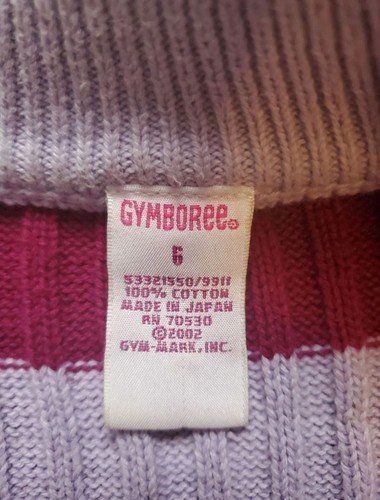 GYMBOREE®
6
53321550/9911
100% COTTON
MADE IN JAPAN
RN 70530
©2002
GYM-MARK, INC.